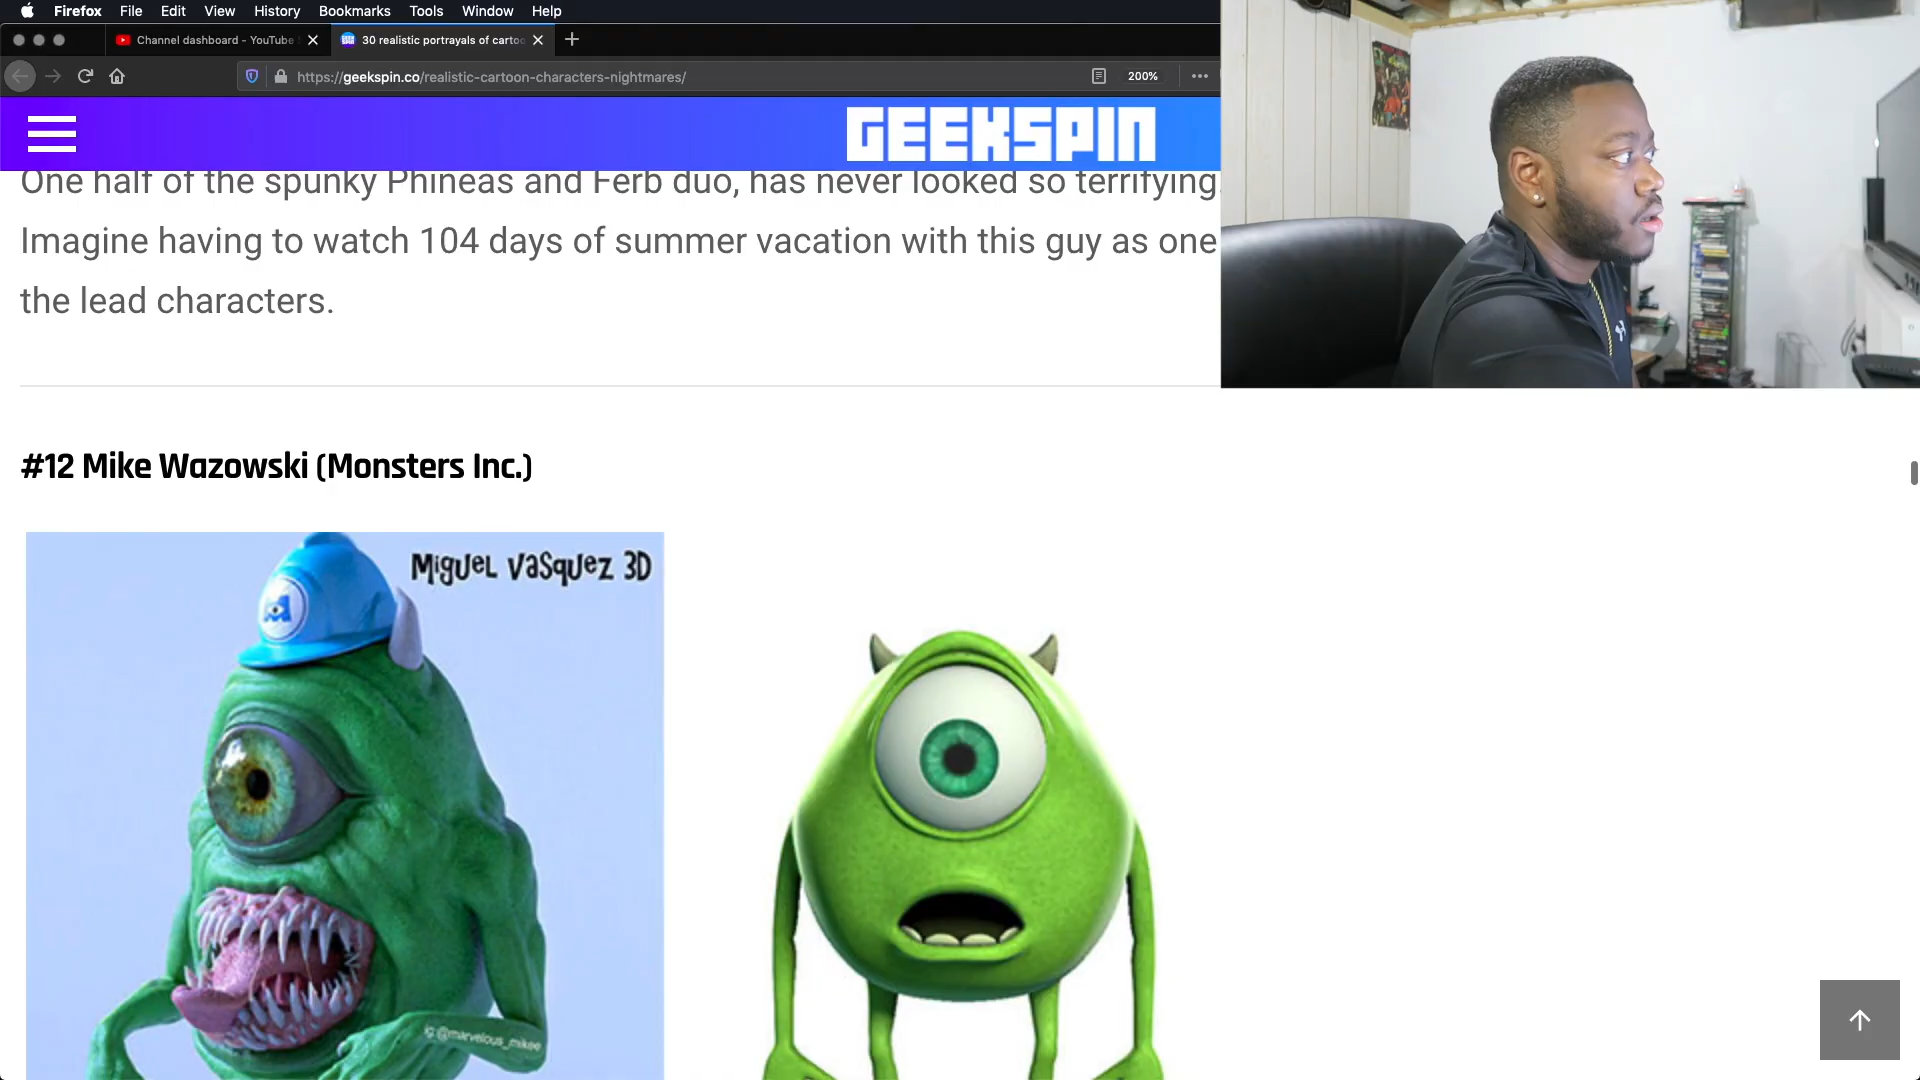 Firefox File Edit View History Bookmarks Tools Window Help
Channel dashboard - YouTube
30 realistic portrayals of cartoo
https://geekspin.co/realistic-cartoon-characters-nightmares/
200%
GEEKSPIN
One half of the spunky Phineas and Ferb duo, has never looked so terrifying.
Imagine having to watch 104 days of summer vacation with this guy as one
the lead characters.
#12 Mike Wazowski (Monsters Inc.)
Miguel Vasquez 3D
ig:@marvelous_mikee